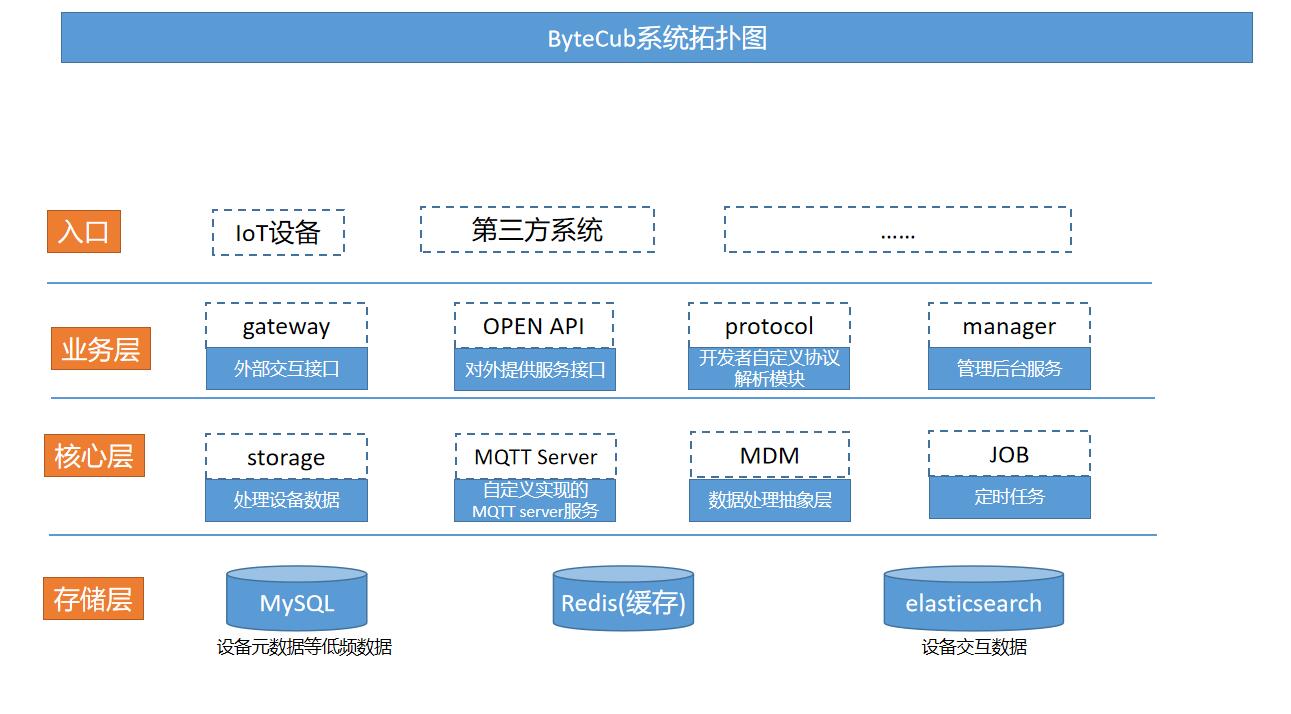 ByteCub系统拓扑图
入口
IoT设备
第三方系统
……
业务层
gateway
外部交互接口
OPEN API
对外提供服务接口
protocol
开发者自定义协议
解析模块
manager
管理后台服务
核心层
storage
处理设备数据
MQTT Server
自定义实现的
MQTT server服务
MDM
数据处理抽象层
JOB
定时任务
存储层
MySQL
设备元数据等低频数据
Redis(缓存)
elasticsearch
设备交互数据